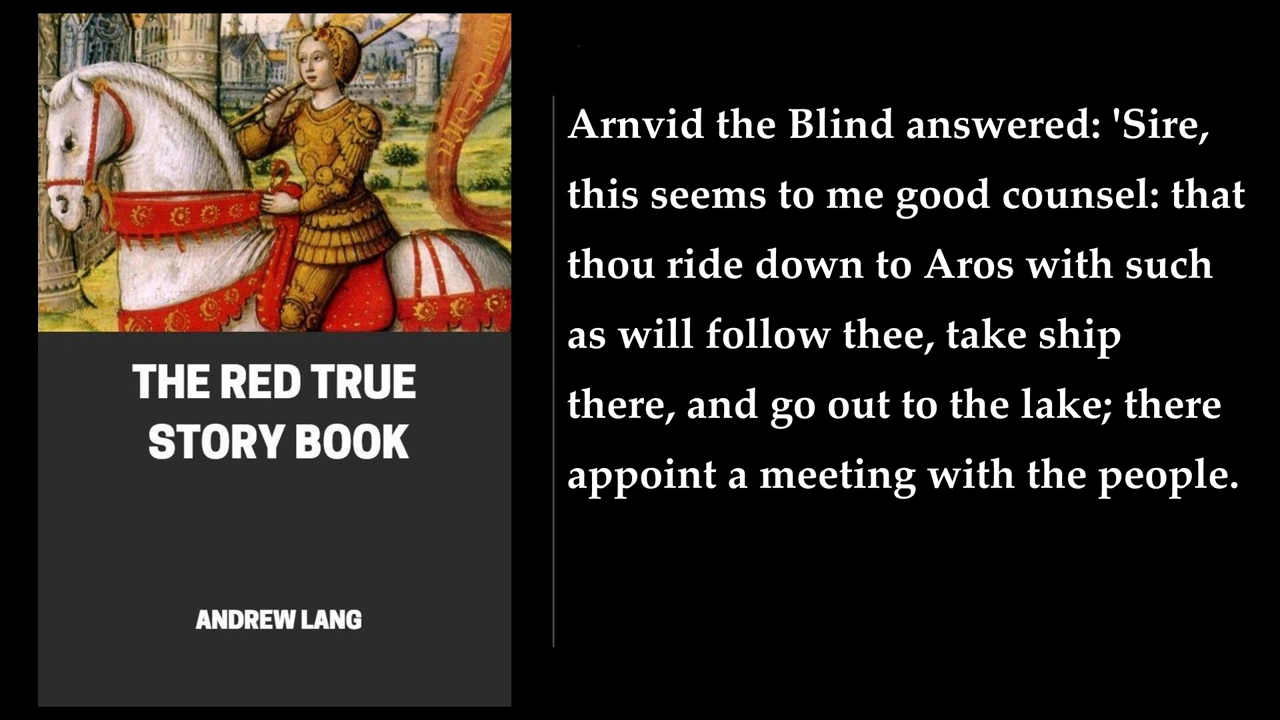 THE RED TRUE
STORY BOOK
ANDREW LANG
Arnvid the Blind answered: 'Sire,
this seems to me good counsel: that
thou ride down to Aros with such
as will follow thee, take ship
there, and go out to the lake; there
appoint a meeting with the people.